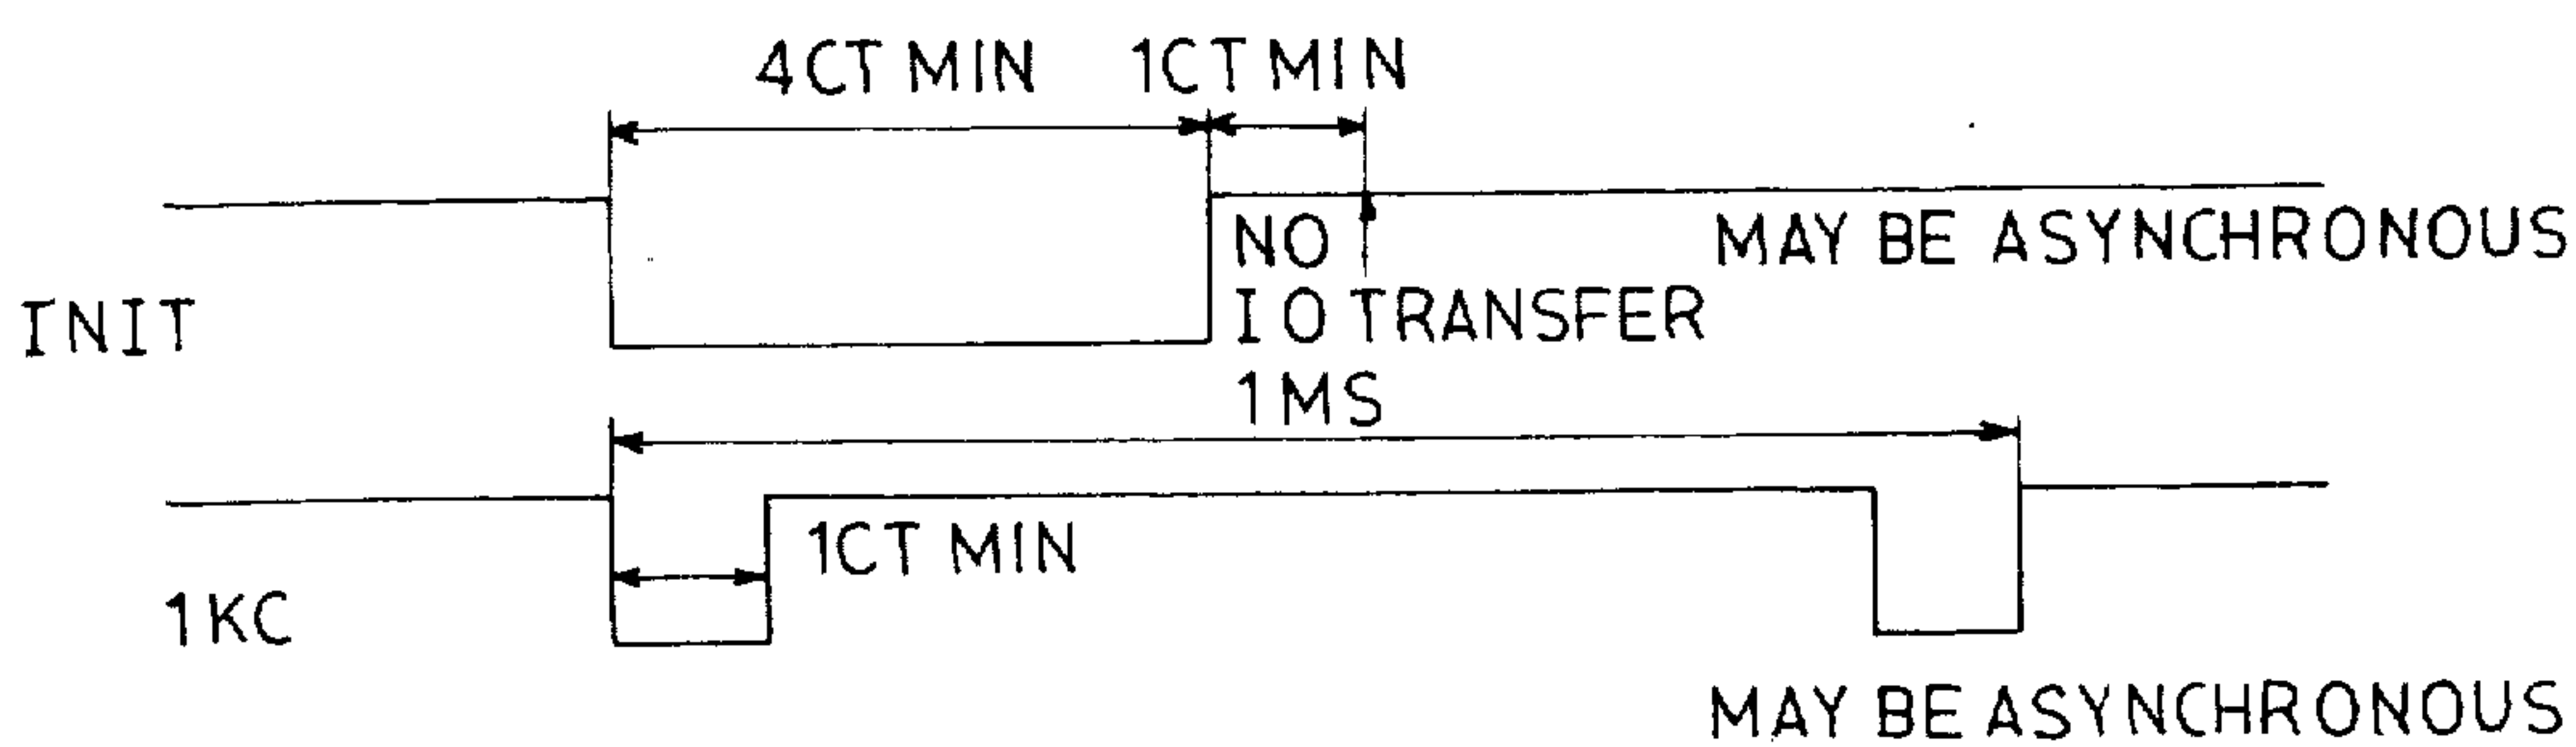 4CT MIN 1CT MIN
NO MAY BE ASYNCHRONOUS
INIT I O TRANSFER
1MS
1CT MIN
1KC
MAY BE ASYNCHRONOUS